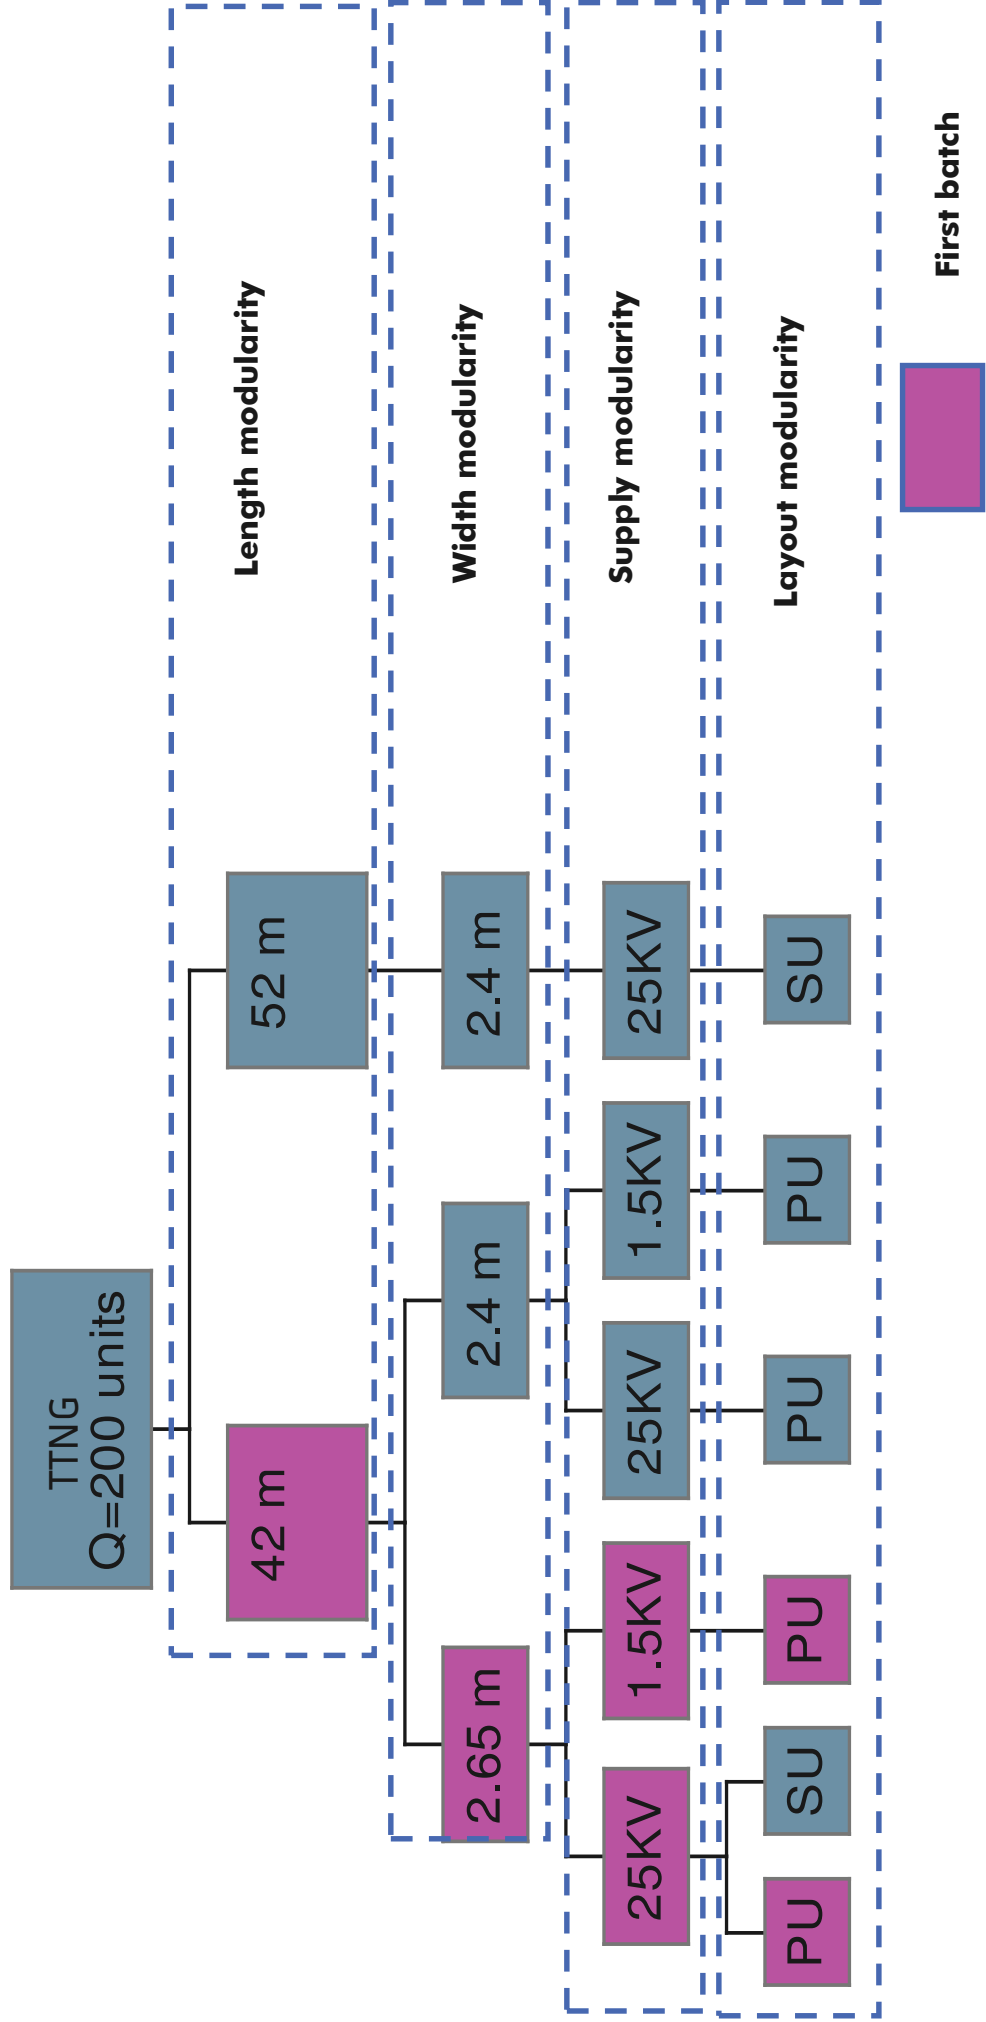 TTNG
Q=200 units
42 m
52 m
Length modularity
2.65 m
2.4 m
2.4 m
Width modularity
25KV
1.5KV
25KV
1.5KV
25KV
Supply modularity
PU
SU
PU
PU
PU
SU
Layout modularity
First batch